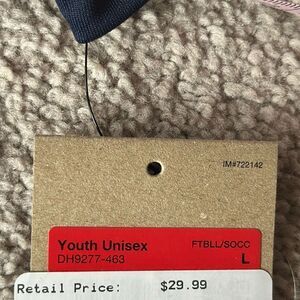 IM#722142
Youth Unisex FTBLL/SOCC
DH9277-463 L
Retail Price: $29.99